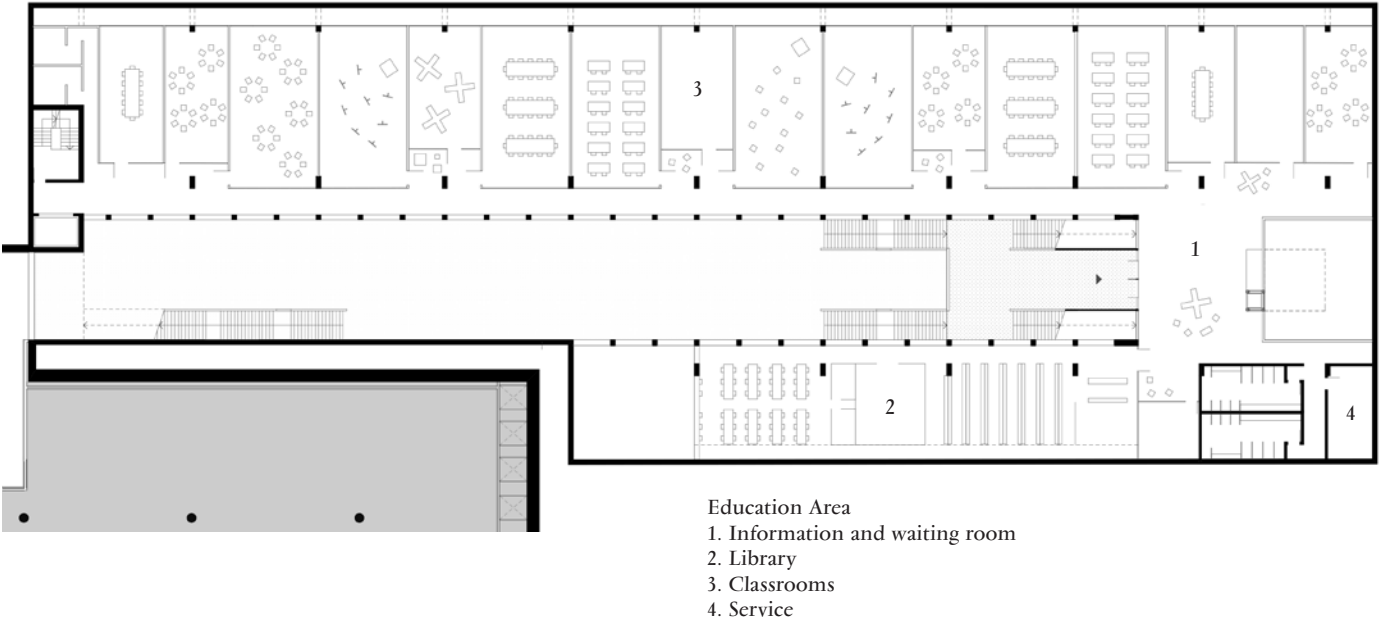 3
1
2
4
Education Area
1. Information and waiting room
2. Library
3. Classrooms
4. Service